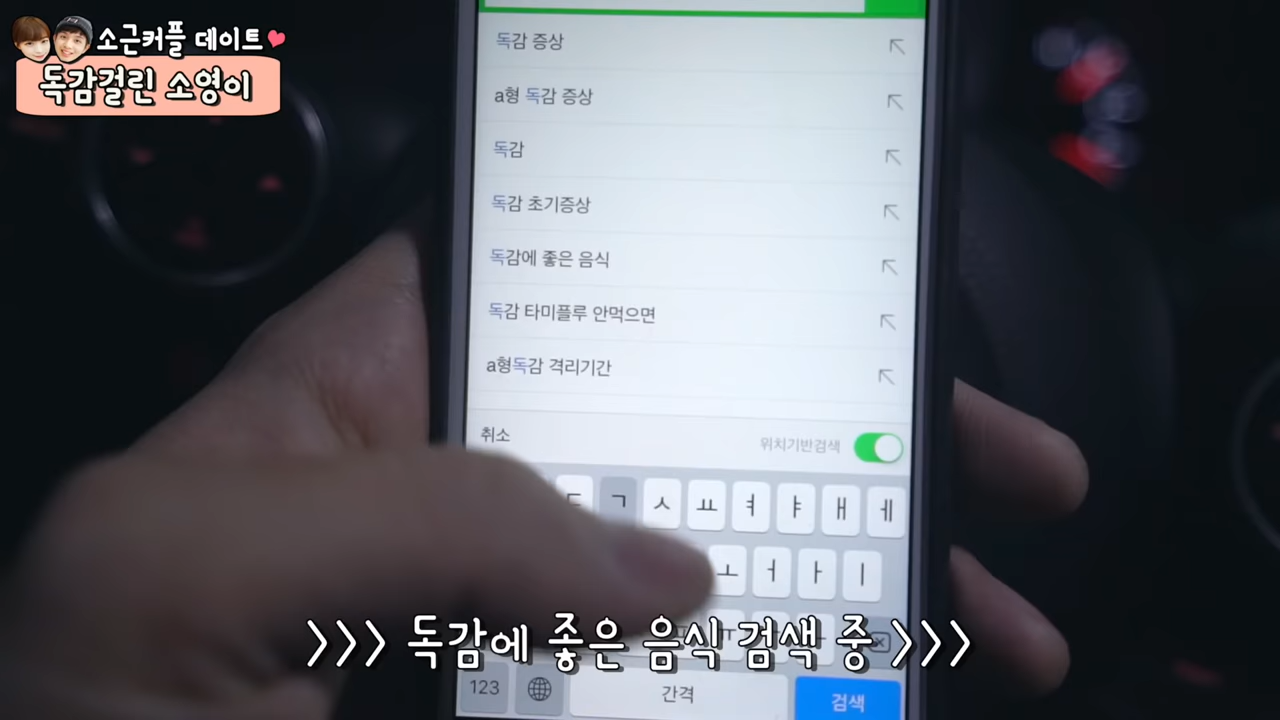 소근커플 데이트
독감걸린 소영이
독감 증상
a형 독감 증상
독감
독감 초기증상
독감에 좋은 음식
독감 타미플루 안먹으면
a형독감 격리기간
취소 위치기반검색
ㄷ ㄱ ㅅ ㅛ ㅕ ㅑ ㅐ ㅔ
ㅗ ㅓ ㅏ ㅣ
>>> 독감에 좋은 음식 검색 중 >>>
123 간격 검색